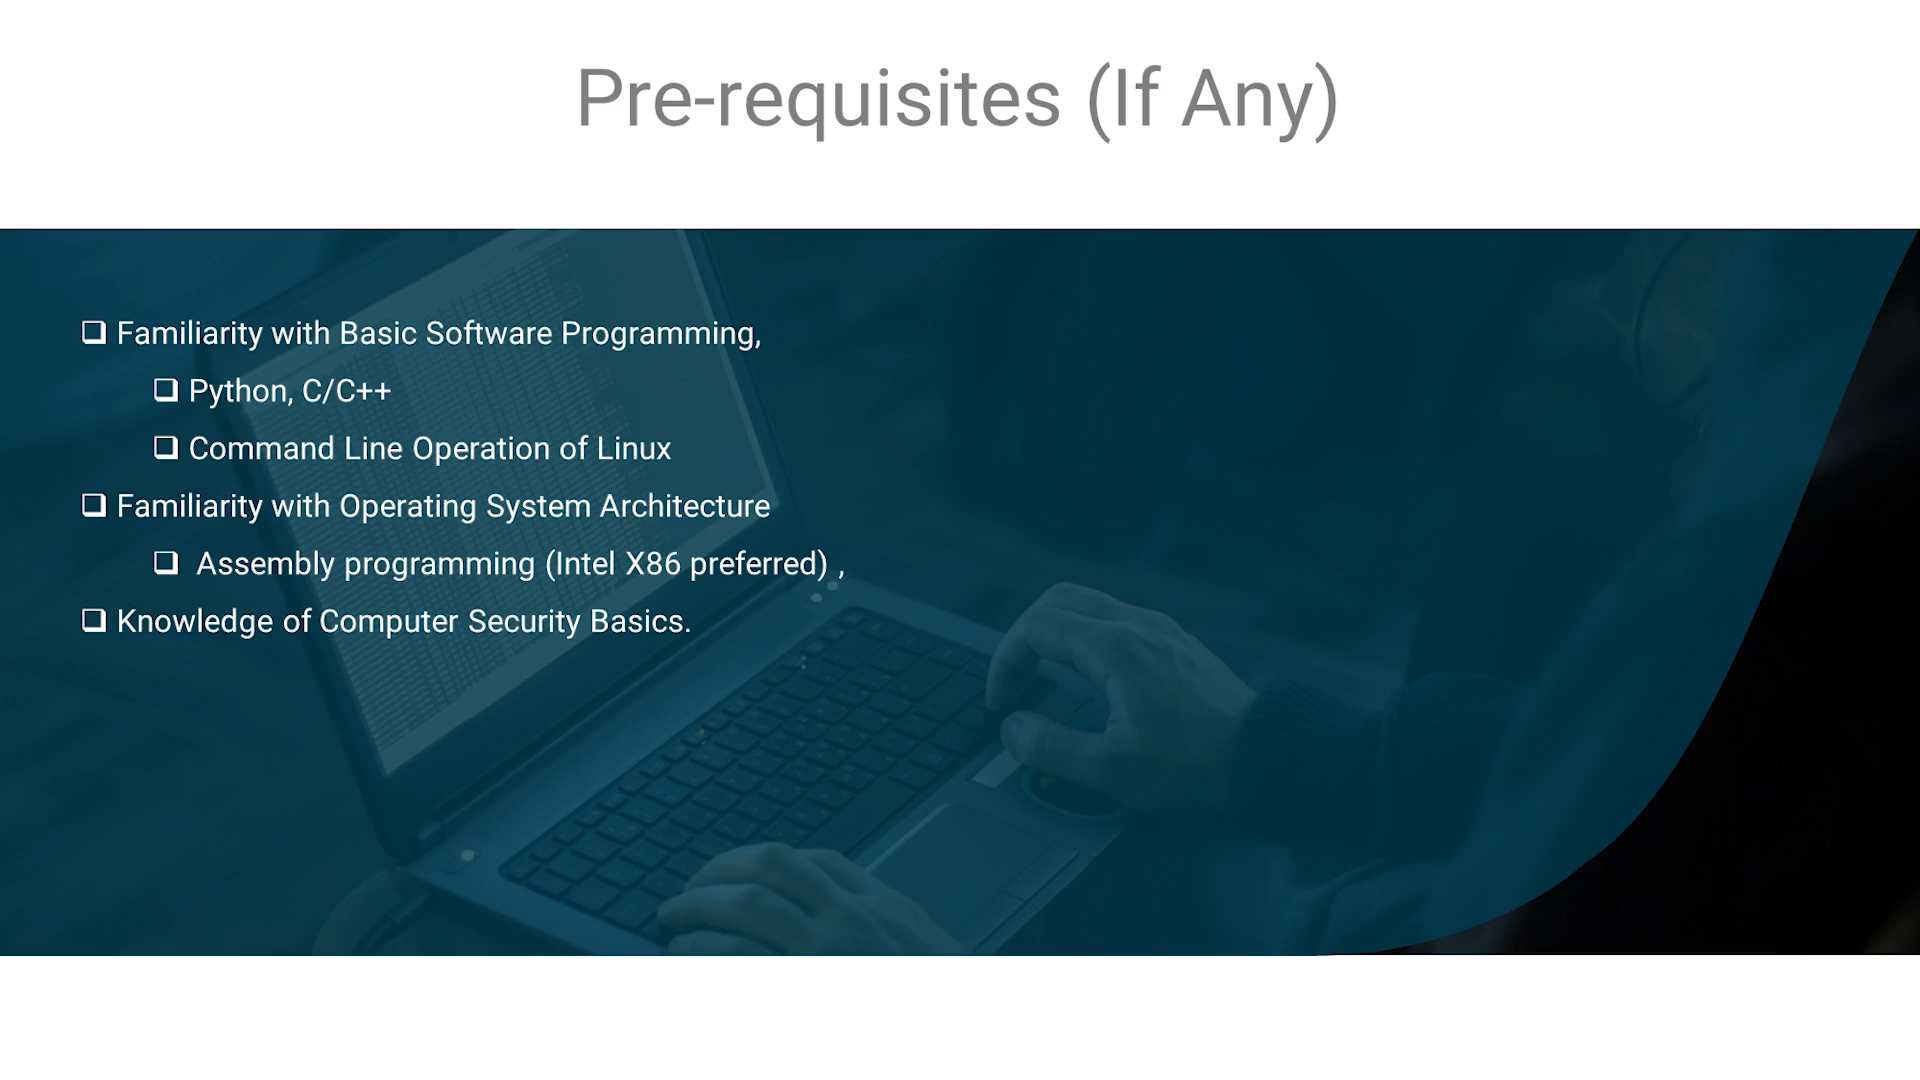 Pre-requisites (If Any)
❑ Familiarity with Basic Software Programming,
❑ Python, C/C++
❑ Command Line Operation of Linux
❑ Familiarity with Operating System Architecture
❑ Assembly programming (Intel X86 preferred) ,
❑ Knowledge of Computer Security Basics.